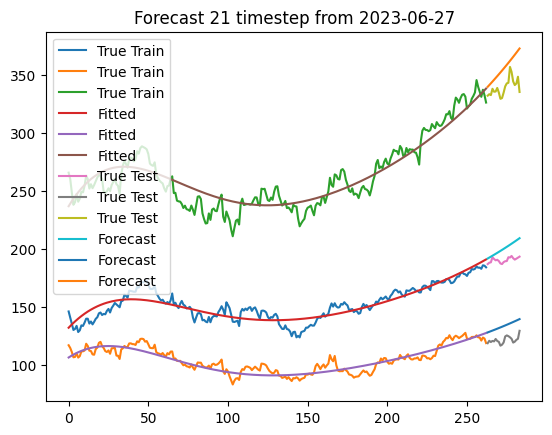 Forecast 21 timestep from 2023-06-27
True Train
True Train
True Train
Fitted
Fitted
Fitted
True Test
True Test
True Test
Forecast
Forecast
Forecast
350
300
250
200
150
100
0 50 100 150 200 250